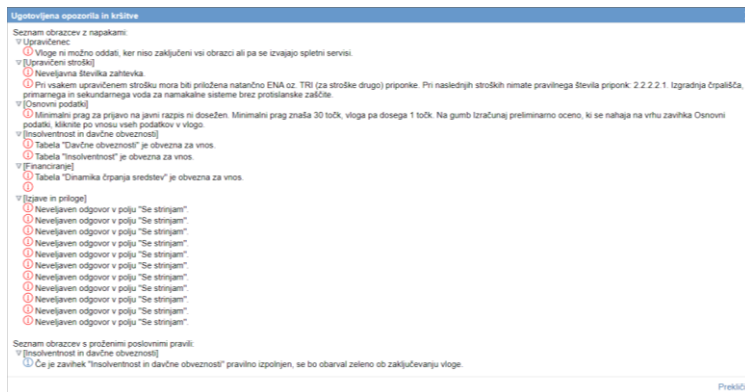 Ugotovljena opozorila in kršitve
Seznam obrazcev z napakami:
Upravičenec
Vloge ni možno oddati, ker niso zaključeni vsi obrazci ali pa se izvajajo spletni servisi.
[Upravičeni stroški]
Neveljavna številka zahtevka.
Pri vsakem upravičenem strošku mora biti priložena natančno ENA oz. TRI (za stroške drugo) priponke. Pri naslednjih stroških nimate pravilnega števila priponk: 2.2.2.2.1. Izgradnja črpališča,
primarnega in sekundarnega voda za namakalne sisteme brez protislanske zaščite.
[Osnovni podatki]
Minimalni prag za prijavo na javni razpis ni dosežen. Minimalni prag znaša 30 točk, vloga pa dosega 1 točk. Na gumb Izračunaj preliminarno oceno, ki se nahaja na vrhu zavihka Osnovni
podatki, kliknite po vnosu vseh podatkov v vlogo.
[Insolventnost in davčne obveznosti]
Tabela "Davčne obveznosti" je obvezna za vnos.
Tabela "Insolventnost" je obvezna za vnos.
[Financiranje]
Tabela "Dinamika črpanja sredstev" je obvezna za vnos.
[Izjave in priloge]
Neveljaven odgovor v polju "Se strinjam".
Neveljaven odgovor v polju "Se strinjam".
Neveljaven odgovor v polju "Se strinjam".
Neveljaven odgovor v polju "Se strinjam".
Neveljaven odgovor v polju "Se strinjam".
Neveljaven odgovor v polju "Se strinjam".
Neveljaven odgovor v polju "Se strinjam".
Neveljaven odgovor v polju "Se strinjam".
Neveljaven odgovor v polju "Se strinjam".
Neveljaven odgovor v polju "Se strinjam".
Neveljaven odgovor v polju "Se strinjam".
Seznam obrazcev s proženimi poslovnimi pravili:
[Insolventnost in davčne obveznosti]
Če je zavihek "Insolventnost in davčne obveznosti" pravilno izpolnjen, se bo obarval zeleno ob zaključevanju vloge.
Prekliči